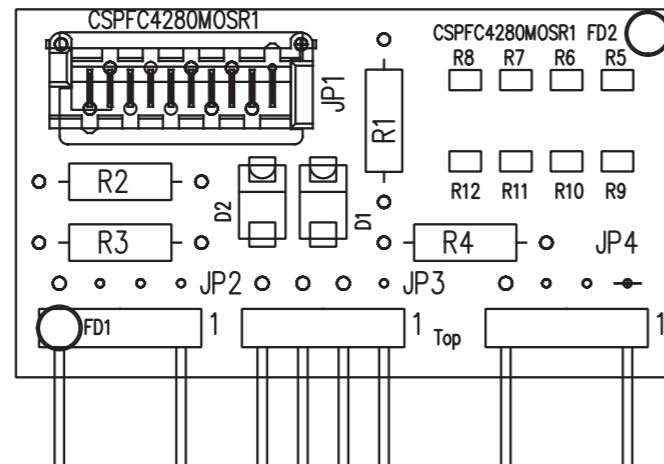 CSPFC4280MOSR1
CSPFC4280MOSR1 FD2
R8 R7 R6 R5
JP1
R1
R2
R12 R11 R10 R9
D2
D1
R3
R4
JP4
JP2
JP3
FD1
1
1
Top
1